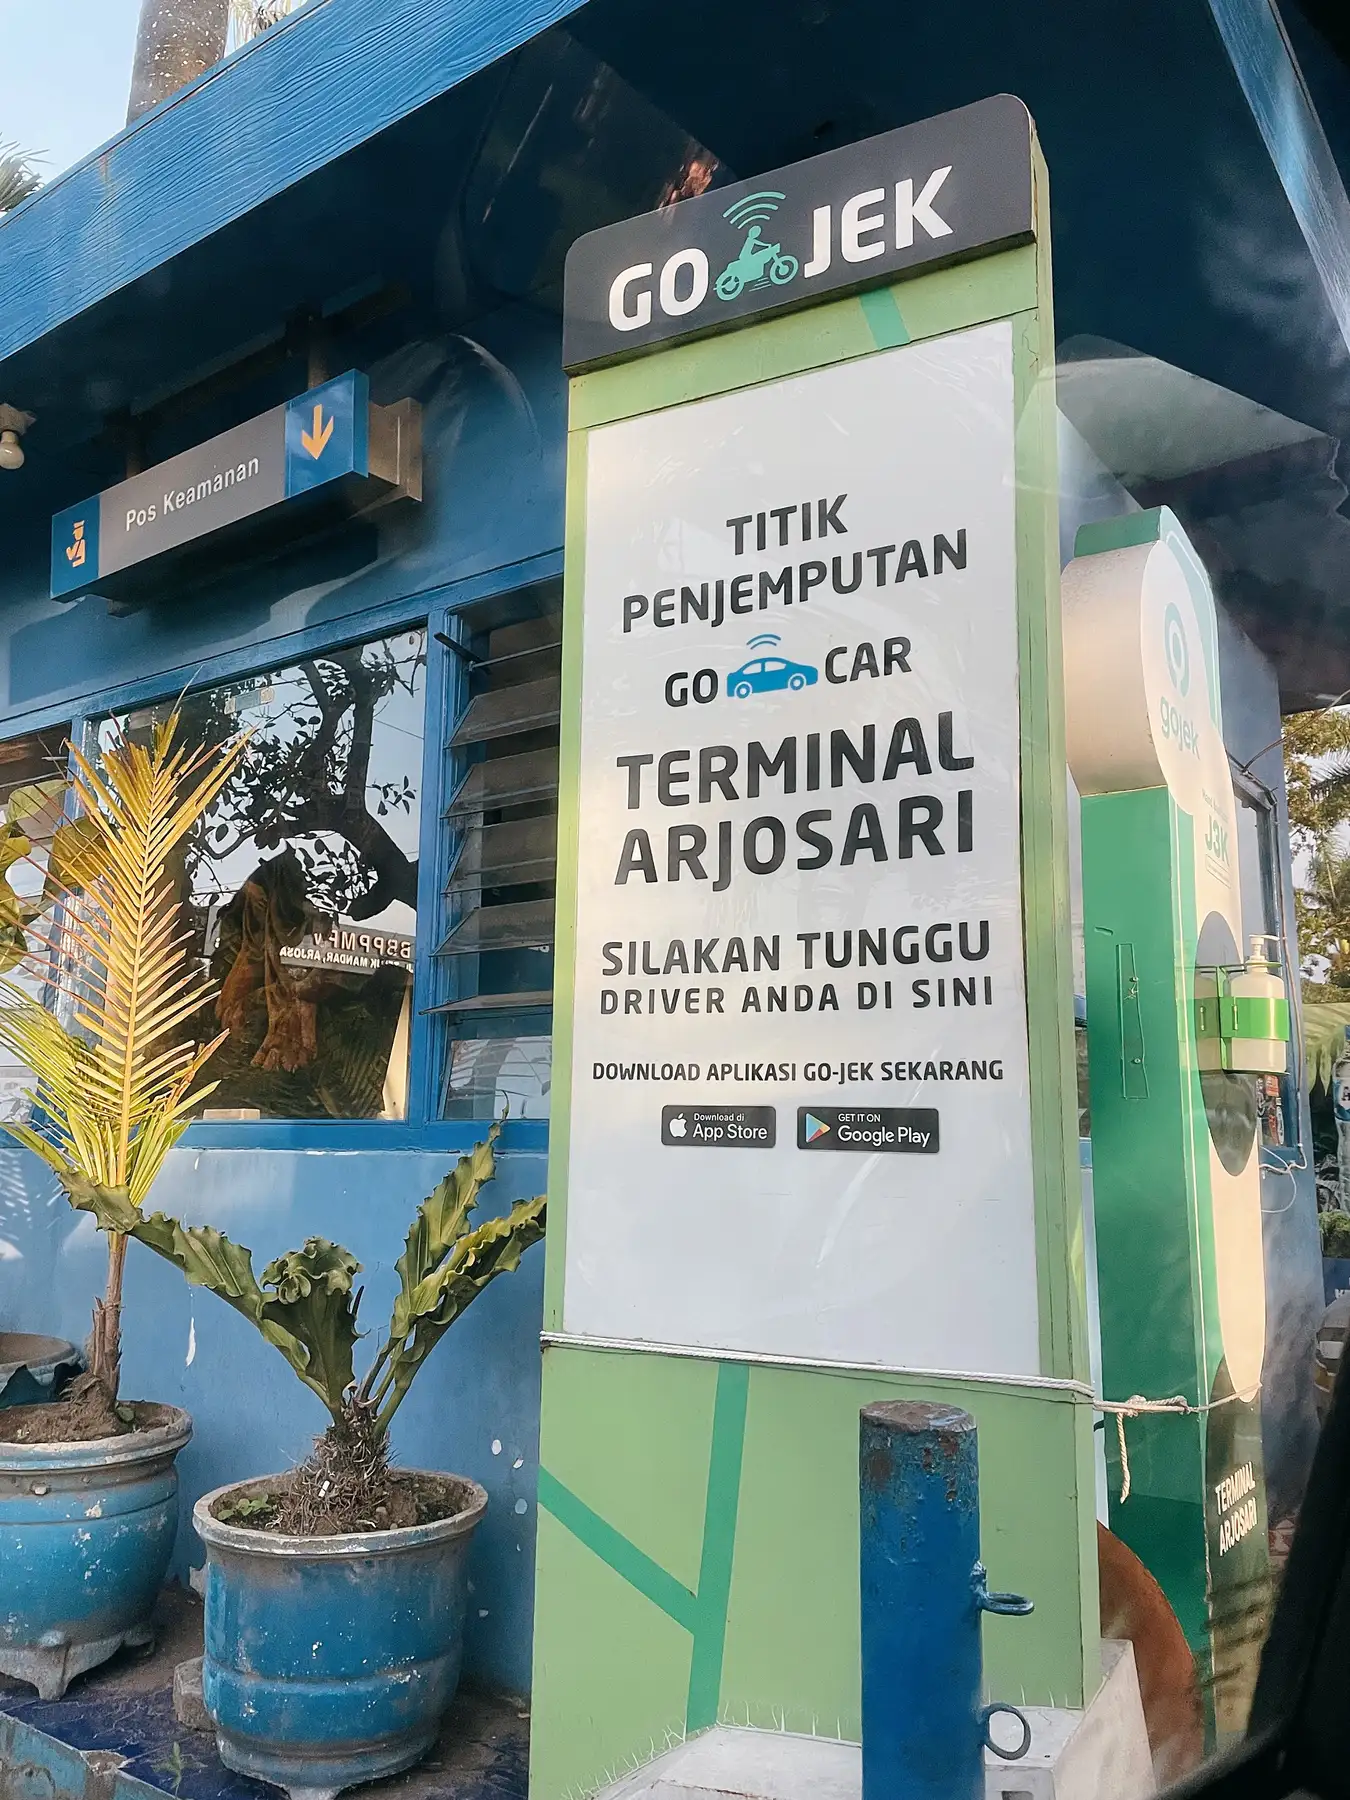 GO JEK
Pos Keamanan
TITIK
PENJEMPUTAN
GO CAR
TERMINAL
ARJOSARI
SILAKAN TUNGGU
DRIVER ANDA DI SINI
DOWNLOAD APLIKASI GO-JEK SEKARANG
Download di
App Store
GET IT ON
Google Play
gojek
J3K
TERMINAL
ARJOSARI